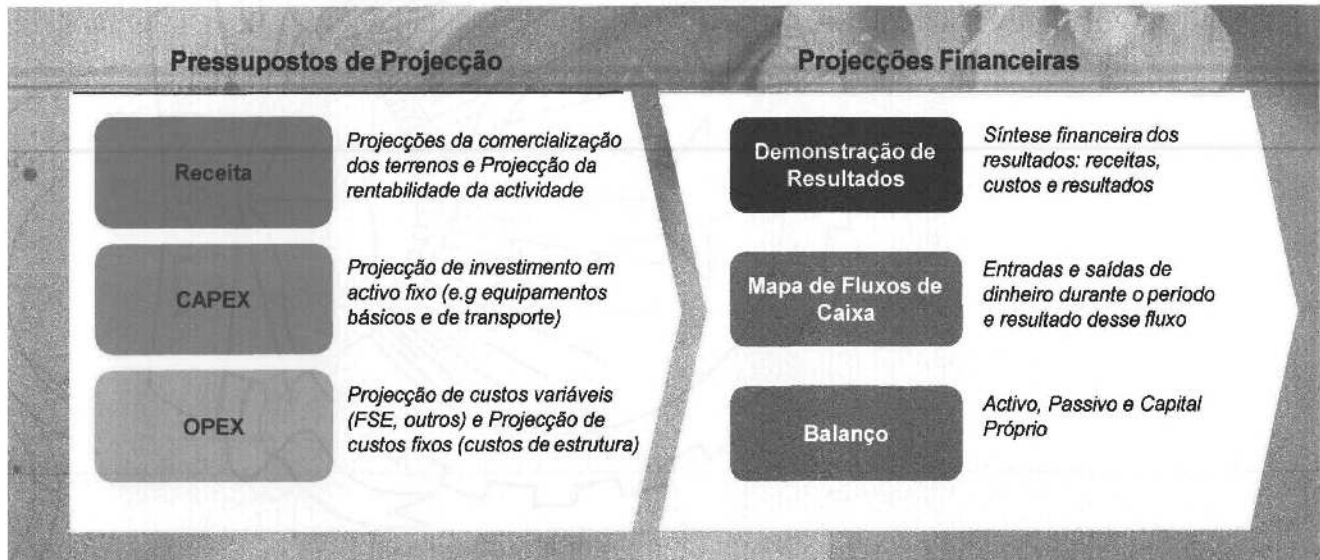 Pressupostos de Projecção
Receita
Projecções da comercialização
dos terrenos e Projecção da
rentabilidade da actividade
CAPEX
Projecção de investimento em
activo fixo (e.g equipamentos
básicos e de transporte)
OPEX
Projecção de custos variáveis
(FSE, outros) e Projecção de
custos fixos (custos de estrutura)
Projecções Financeiras
Demonstração de
Resultados
Síntese financeira dos
resultados: receitas,
custos e resultados
Mapa de Fluxos de
Caixa
Entradas e saídas de
dinheiro durante o período
e resultado desse fluxo
Balanço
Activo, Passivo e Capital
Próprio